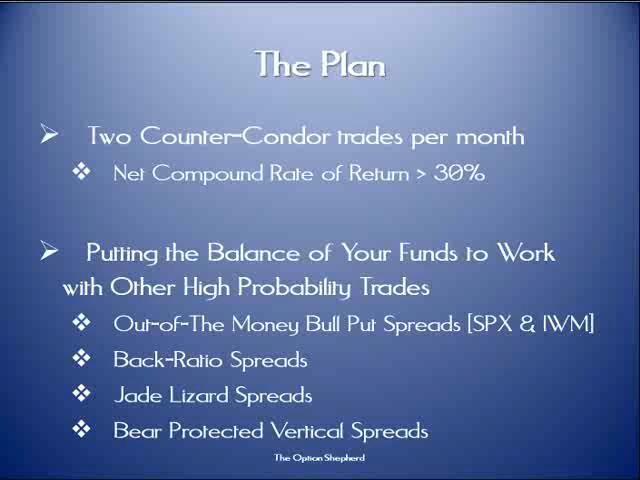 The Plan
Two Counter-Condor trades per month
Net Compound Rate of Return > 30%
Putting the Balance of Your Funds to Work
with Other High Probability Trades
Out-of-The Money Bull Put Spreads [SPX & IWM]
Back-Ratio Spreads
Jade Lizard Spreads
Bear Protected Vertical Spreads
The Option Shepherd